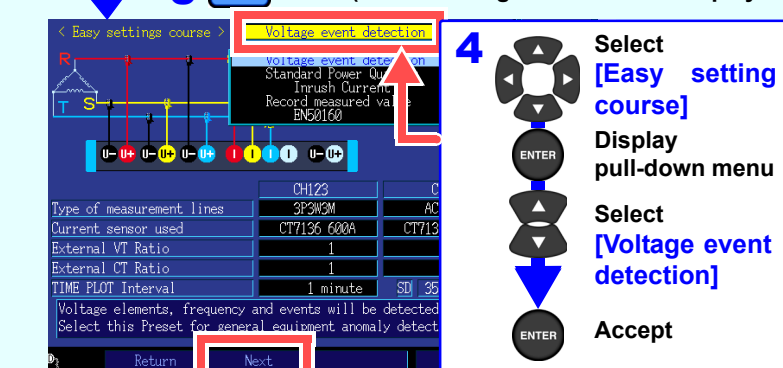 < Easy settings course >
Voltage event detection
Voltage event detection
Standard Power Qu
Inrush Curren
Record measured va
EN50160
R
T S
U- U+ U- U+ U- U+ I I I I U- U+
CH123 C
Type of measurement lines 3P3W3M AC
Current sensor used CT7136 600A CT713
External VT Ratio 1
External CT Ratio 1
TIME PLOT Interval 1 minute SD 35
Voltage elements, frequency and events will be detected
Select this Preset for general equipment anomaly detect
Return Next
4
Select
[Easy setting
course]
ENTER
Display
pull-down menu
Select
[Voltage event
detection]
ENTER
Accept